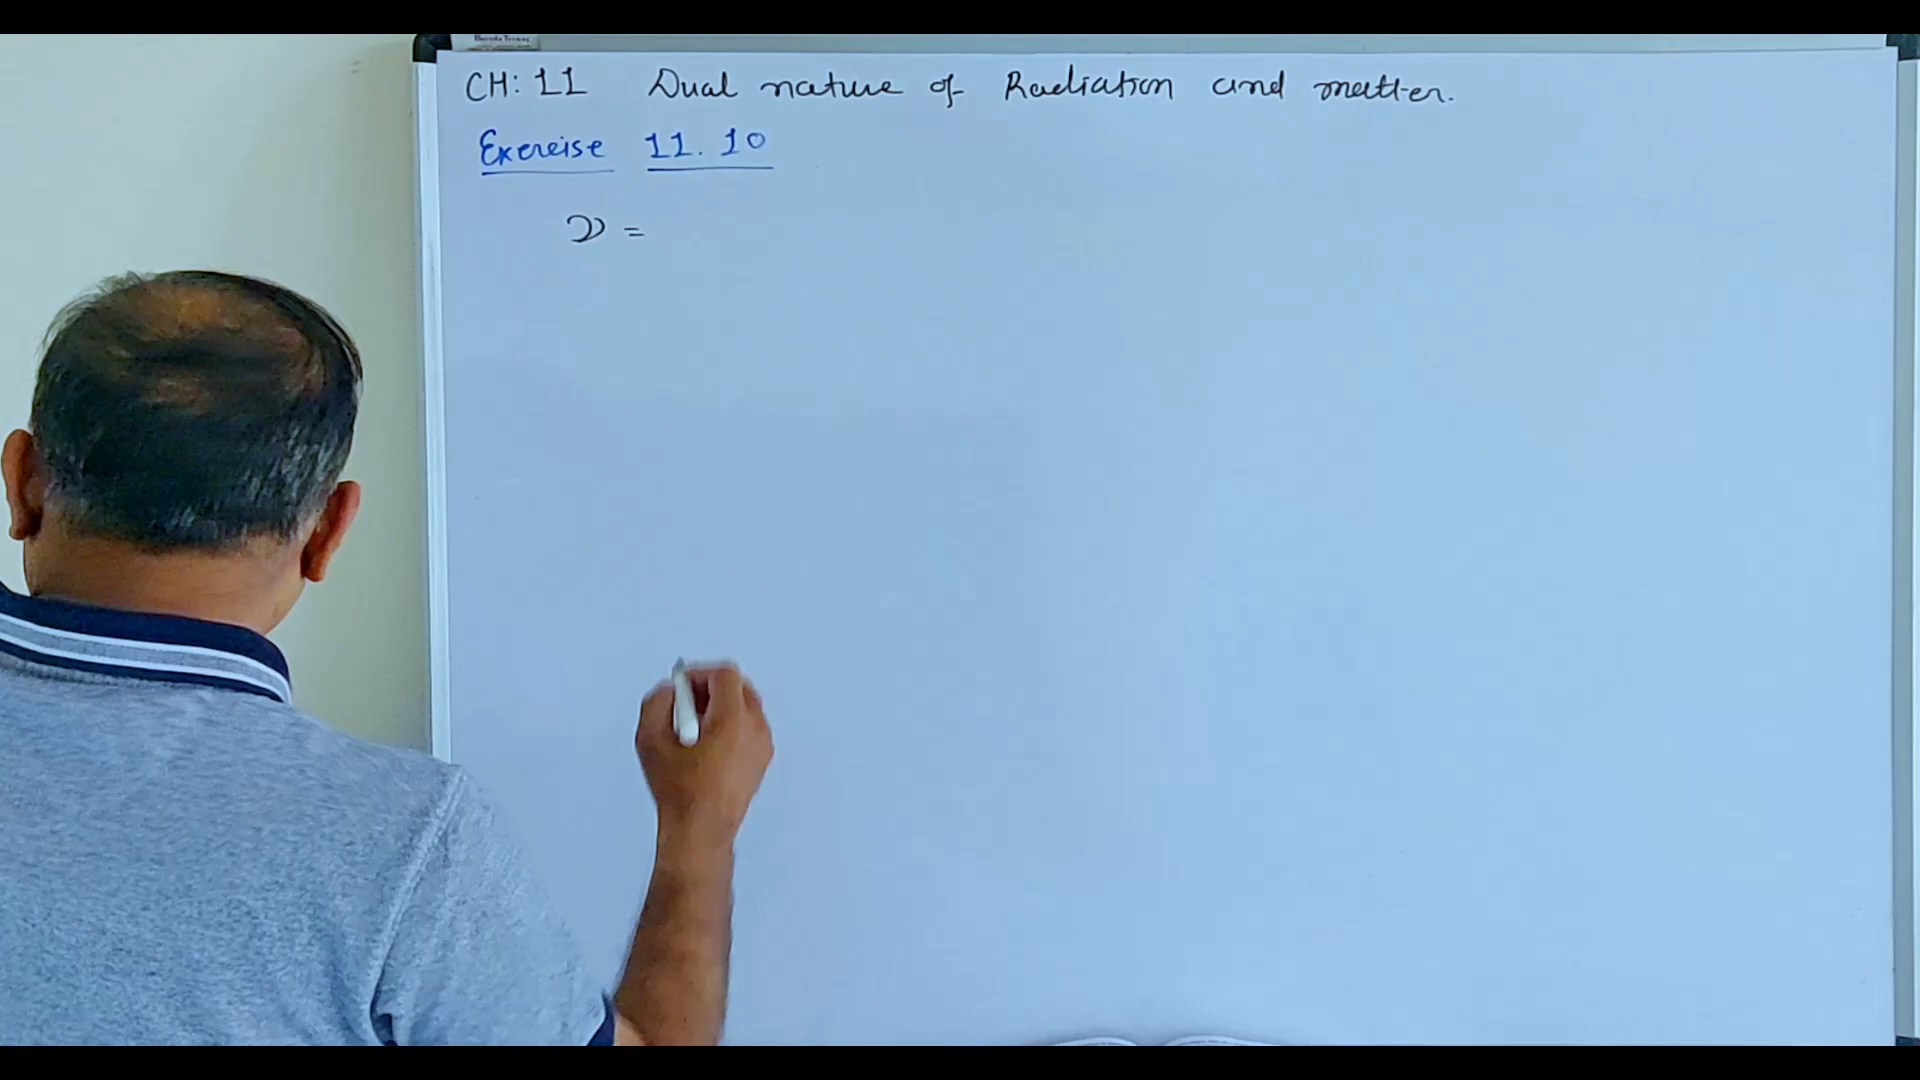 CH: 11 Dual nature of Radiation and matter.
Exercise 11.10
ν =